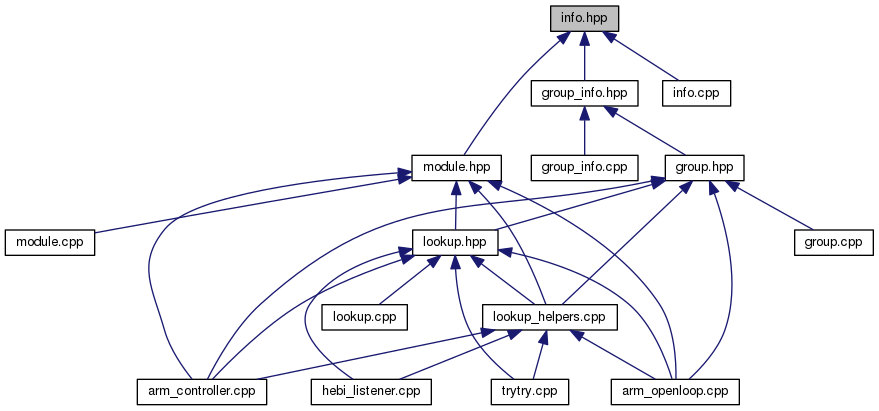 info.hpp
group_info.hpp
info.cpp
module.hpp
group_info.cpp
group.hpp
module.cpp
lookup.hpp
group.cpp
lookup.cpp
lookup_helpers.cpp
arm_controller.cpp
hebi_listener.cpp
trytry.cpp
arm_openloop.cpp